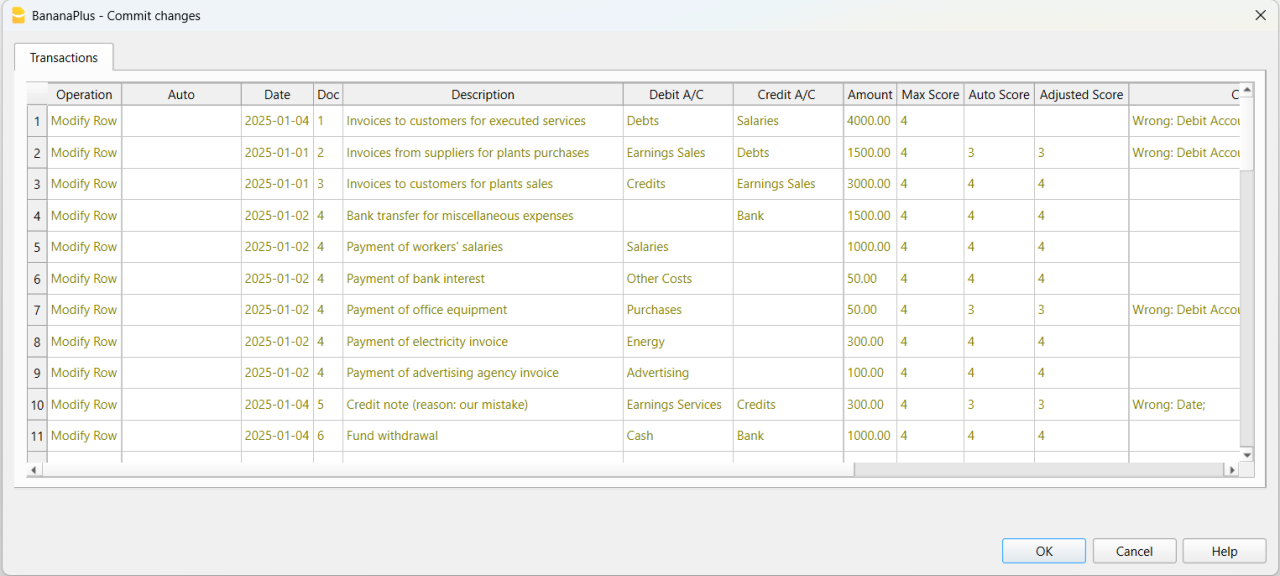 BananaPlus - Commit changes
Transactions
Operation Auto Date Doc Description Debit A/C Credit A/C Amount Max Score Auto Score Adjusted Score C
1 Modify Row 2025-01-04 1 Invoices to customers for executed services Debts Salaries 4000.00 4 Wrong: Debit Accou
2 Modify Row 2025-01-01 2 Invoices from suppliers for plants purchases Earnings Sales Debts 1500.00 4 3 3 Wrong: Debit Accou
3 Modify Row 2025-01-01 3 Invoices to customers for plants sales Credits Earnings Sales 3000.00 4 4 4
4 Modify Row 2025-01-02 4 Bank transfer for miscellaneous expenses Bank 1500.00 4 4 4
5 Modify Row 2025-01-02 4 Payment of workers' salaries Salaries 1000.00 4 4 4
6 Modify Row 2025-01-02 4 Payment of bank interest Other Costs 50.00 4 4 4
7 Modify Row 2025-01-02 4 Payment of office equipment Purchases 50.00 4 3 3 Wrong: Debit Accou
8 Modify Row 2025-01-02 4 Payment of electricity invoice Energy 300.00 4 4 4
9 Modify Row 2025-01-02 4 Payment of advertising agency invoice Advertising 100.00 4 4 4
10 Modify Row 2025-01-04 5 Credit note (reason: our mistake) Earnings Services Credits 300.00 4 3 3 Wrong: Date;
11 Modify Row 2025-01-04 6 Fund withdrawal Cash Bank 1000.00 4 4 4
OK Cancel Help